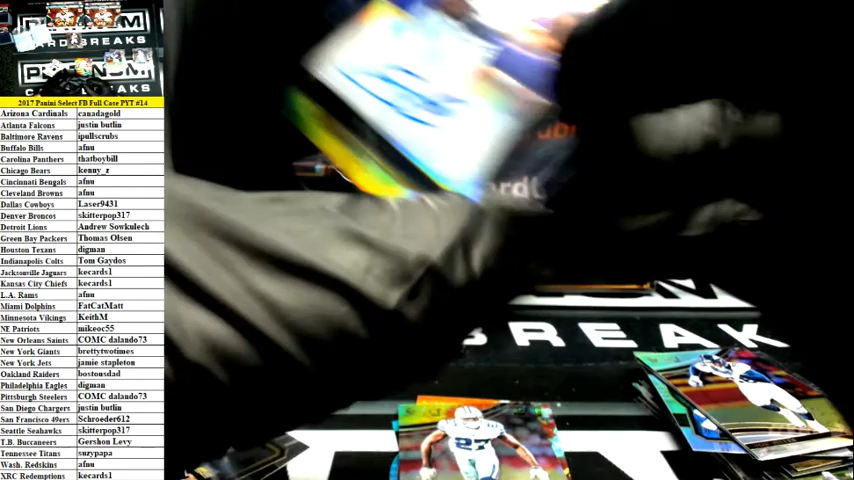 PLATINUM
CARD BREAKS
2017 Panini Select FB Full Case PYT #14
Arizona Cardinals canadagold
Atlanta Falcons justin butlin
Baltimore Ravens ipullscrubs
Buffalo Bills afnu
Carolina Panthers thatboybill
Chicago Bears kenny_z
Cincinnati Bengals afnu
Cleveland Browns afnu
Dallas Cowboys Laser9431
Denver Broncos skitterpop317
Detroit Lions Andrew Sowkulech
Green Bay Packers Thomas Olsen
Houston Texans digman
Indianapolis Colts Tom Gaydos
Jacksonville Jaguars kecards1
Kansas City Chiefs kecards1
L.A. Rams afnu
Miami Dolphins FatCatMatt
Minnesota Vikings KeithM
NE Patriots mikeoc55
New Orleans Saints COMC dalando73
New York Giants brettytwotimes
New York Jets jamie stapleton
Oakland Raiders bostonsdad
Philadelphia Eagles digman
Pittsburgh Steelers COMC dalando73
San Diego Chargers justin butlin
San Francisco 49ers Schroeder612
Seattle Seahawks skitterpop317
T.B. Buccaneers Gershon Levy
Tennessee Titans suzypapa
Wash. Redskins afnu
XRC Redemptions kecards1
BREAK
27